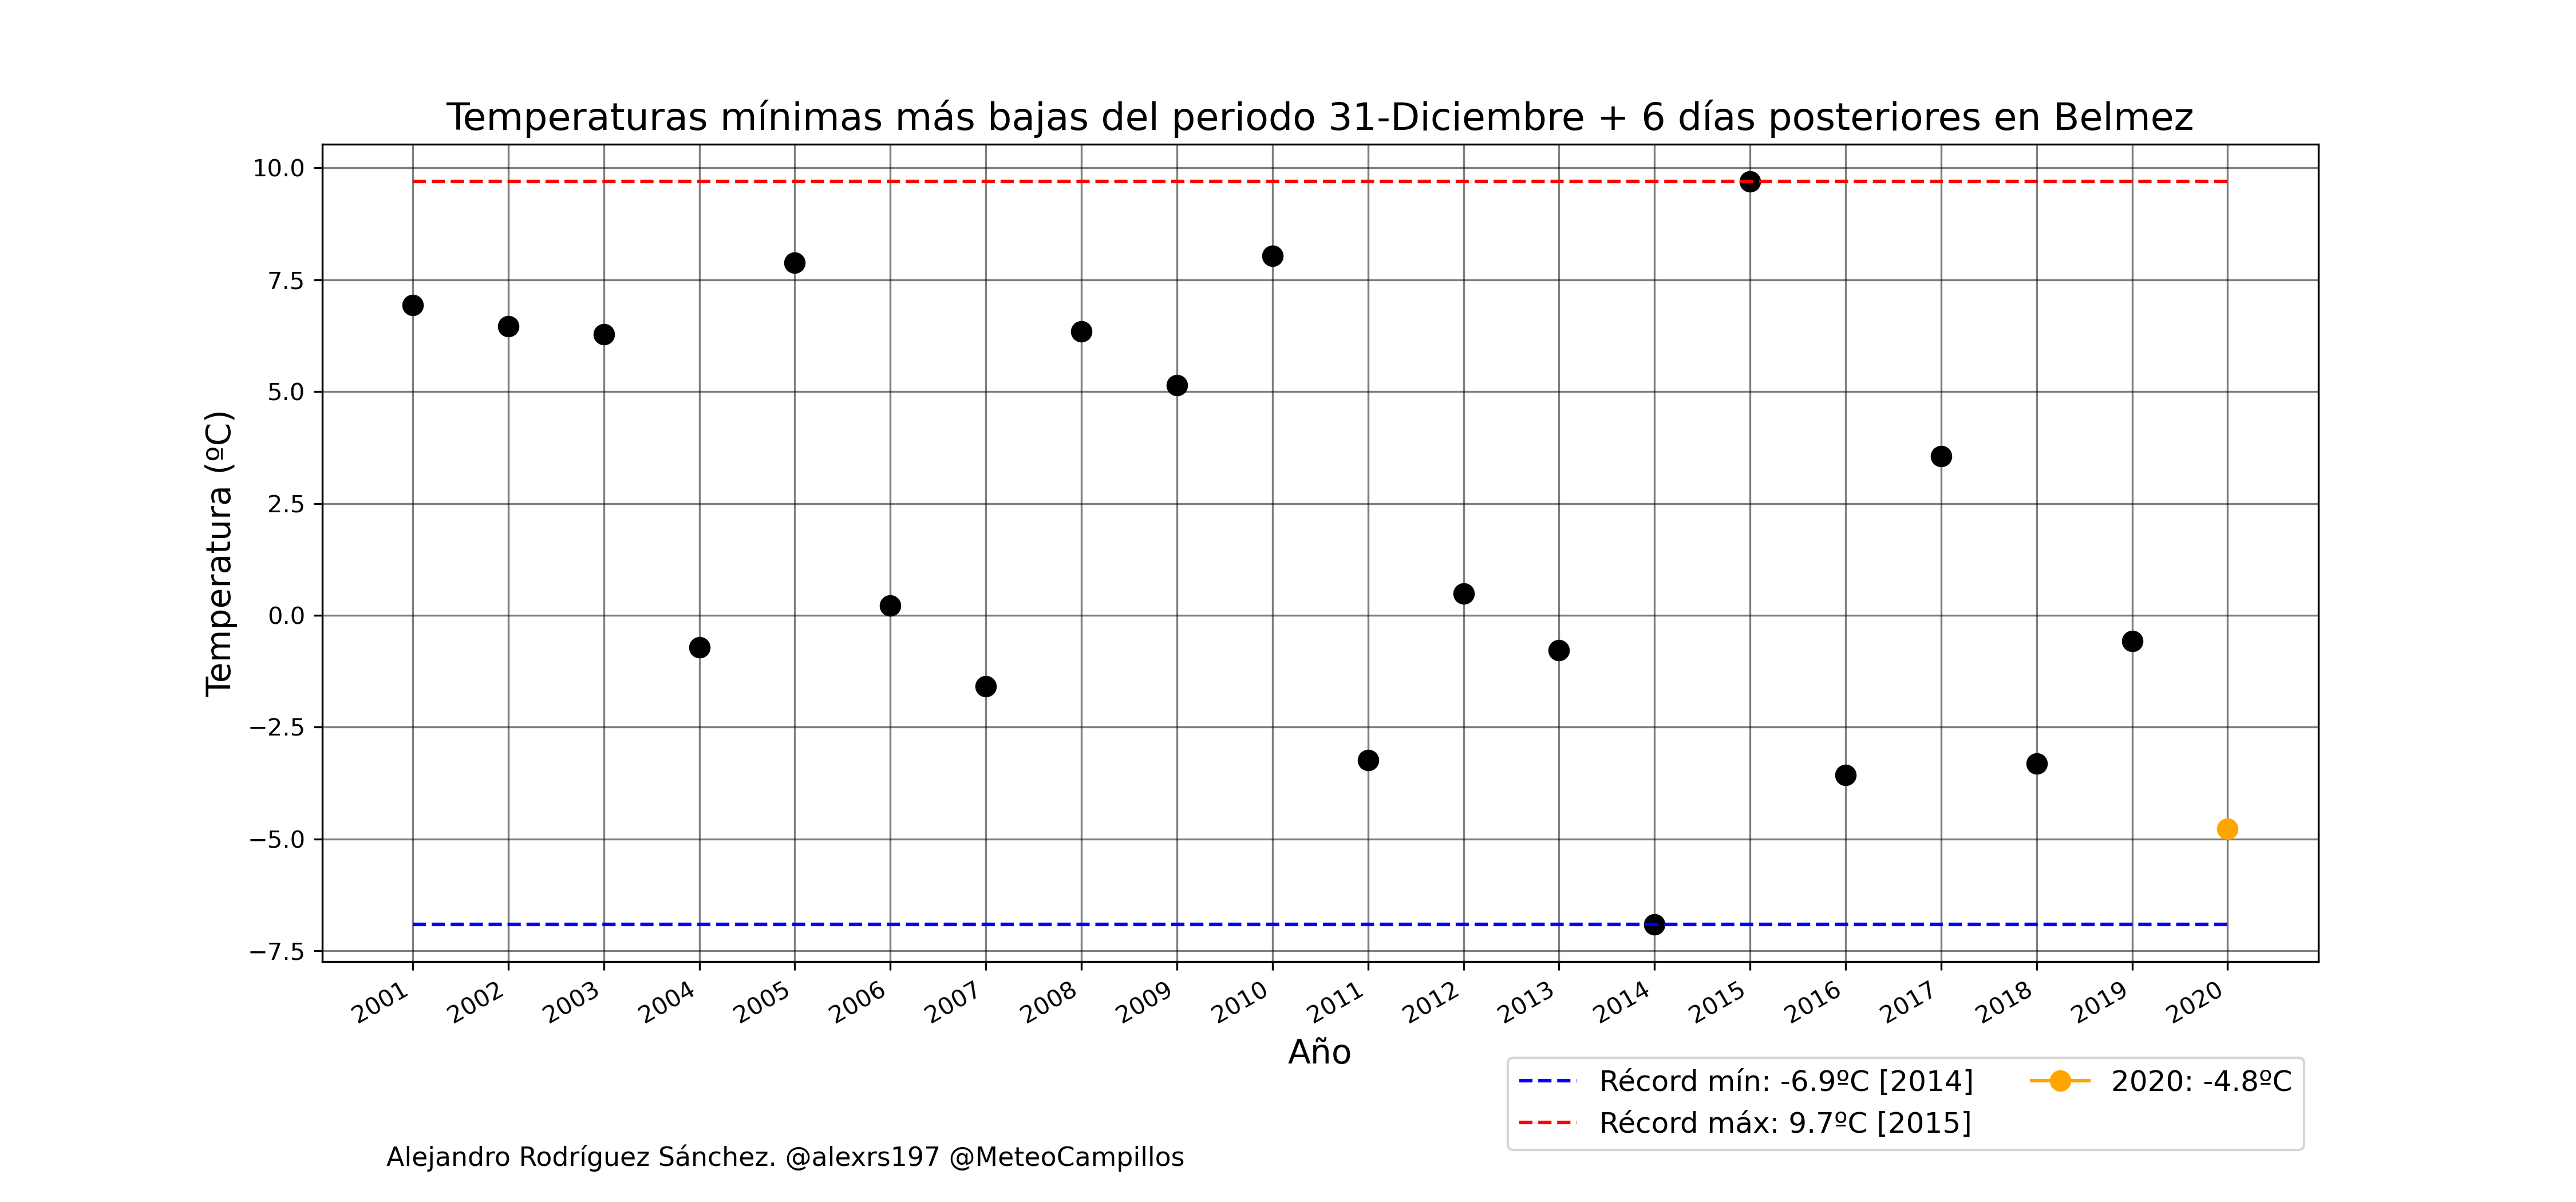 Temperaturas mínimas más bajas del periodo 31-Diciembre + 6 días posteriores en Belmez
Temperatura (ºC)
10.0
7.5
5.0
2.5
0.0
−2.5
−5.0
−7.5
2001 2002 2003 2004 2005 2006 2007 2008 2009 2010 2011 2012 2013 2014 2015 2016 2017 2018 2019 2020
Año
Récord mín: -6.9ºC [2014]
Récord máx: 9.7ºC [2015]
2020: -4.8ºC
Alejandro Rodríguez Sánchez. @alexrs197 @MeteoCampillos